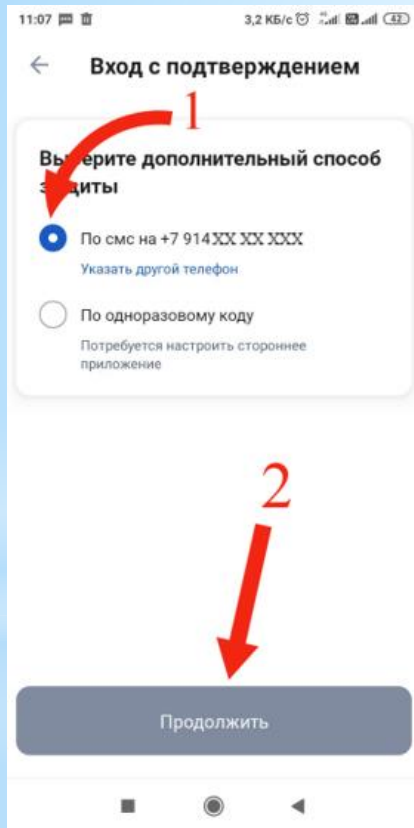 11:07 3,2 КБ/с 42
Вход с подтверждением
1
Выберите дополнительный способ
защиты
По смс на +7 914XX XX XXX
Указать другой телефон
По одноразовому коду
Потребуется настроить стороннее
приложение
2
Продолжить